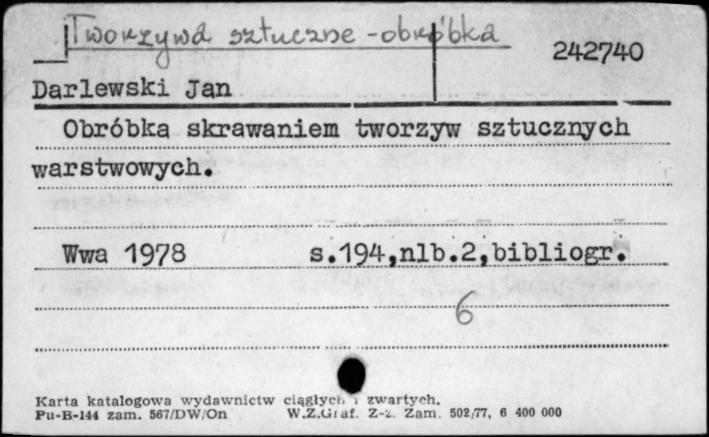 Tworzywa sztuczne - obróbka
242740
Darlewski Jan
Obróbka skrawaniem tworzyw sztucznych
warstwowych.
Wwa 1978 s.194,nlb.2,bibliogr.
6
Karta katalogowa wydawnictw ciągłych i zwartych.
Pu-B-144 zam. 567/DW/On W.Z.Graf. Z-2. Zam. 502/77, 6 400 000